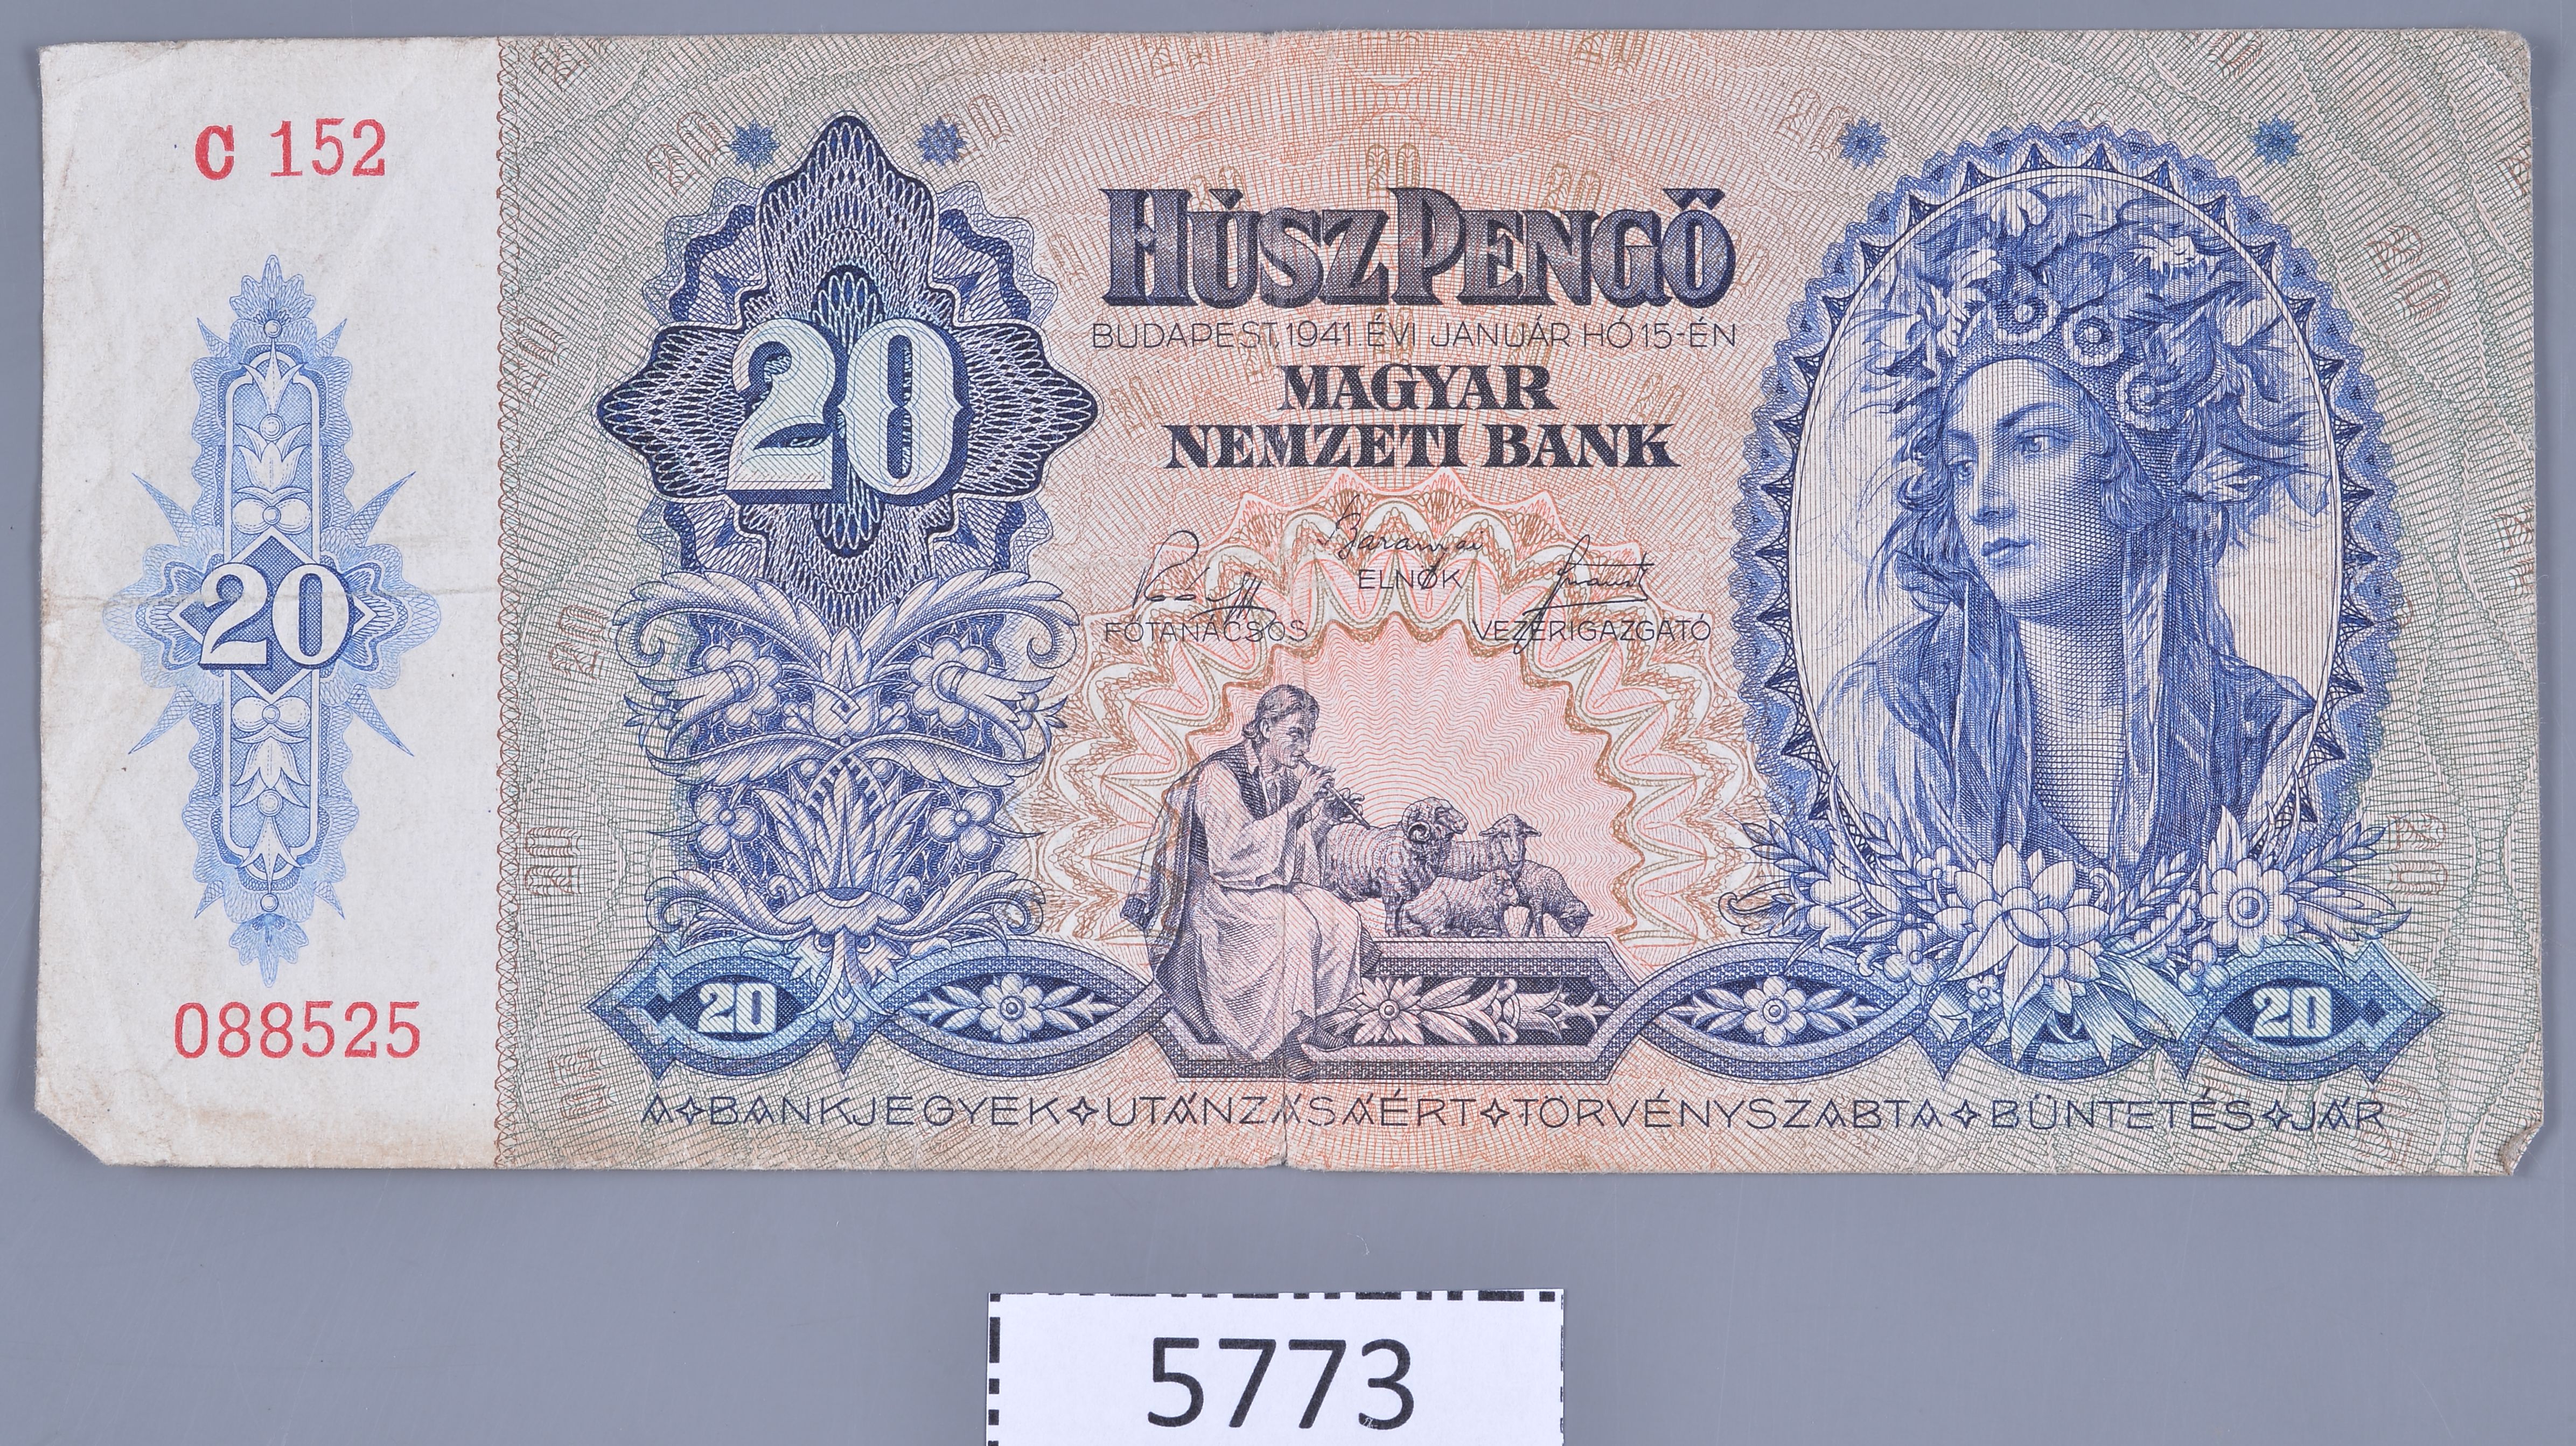 C 152
20
088525
20
HÚSZ PENGŐ
BUDAPEST, 1941. ÉVI JANUÁR HÓ 15-ÉN
MAGYAR
NEMZETI BANK
Baranyai
ELNÖK
FŐTANÁCSOS VEZÉRIGAZGATÓ
20 20
A BANKJEGYEK UTÁNZÁSÁÉRT TÖRVÉNYSZABTA BÜNTETÉS JÁR
5773